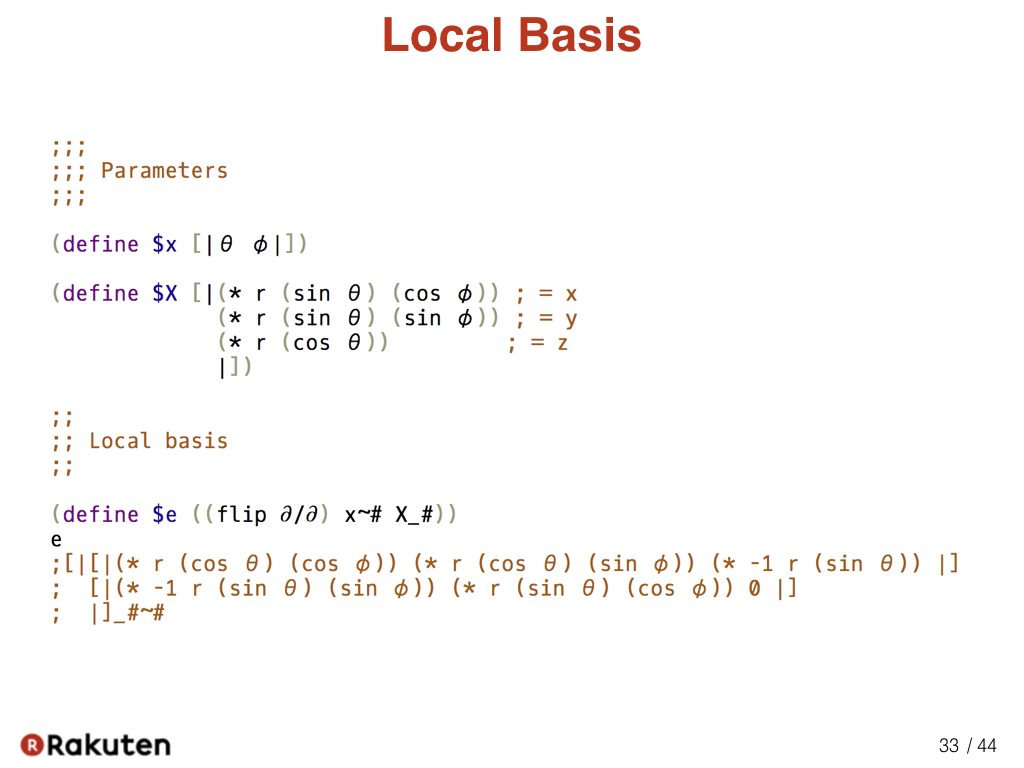 Local Basis
;;;
;;; Parameters
;;;
(define $x [|θ φ|])
(define $X [|(* r (sin θ) (cos φ)) ; = x
(* r (sin θ) (sin φ)) ; = y
(* r (cos θ)) ; = z
|])
;;
;; Local basis
;;
(define $e ((flip ∂/∂) x~# X_#))
e
;[|[|(* r (cos θ) (cos φ)) (* r (cos θ) (sin φ)) (* -1 r (sin θ)) |]
; [|(* -1 r (sin θ) (sin φ)) (* r (sin θ) (cos φ)) 0 |]
; |]_#~#
R Rakuten
33 / 44